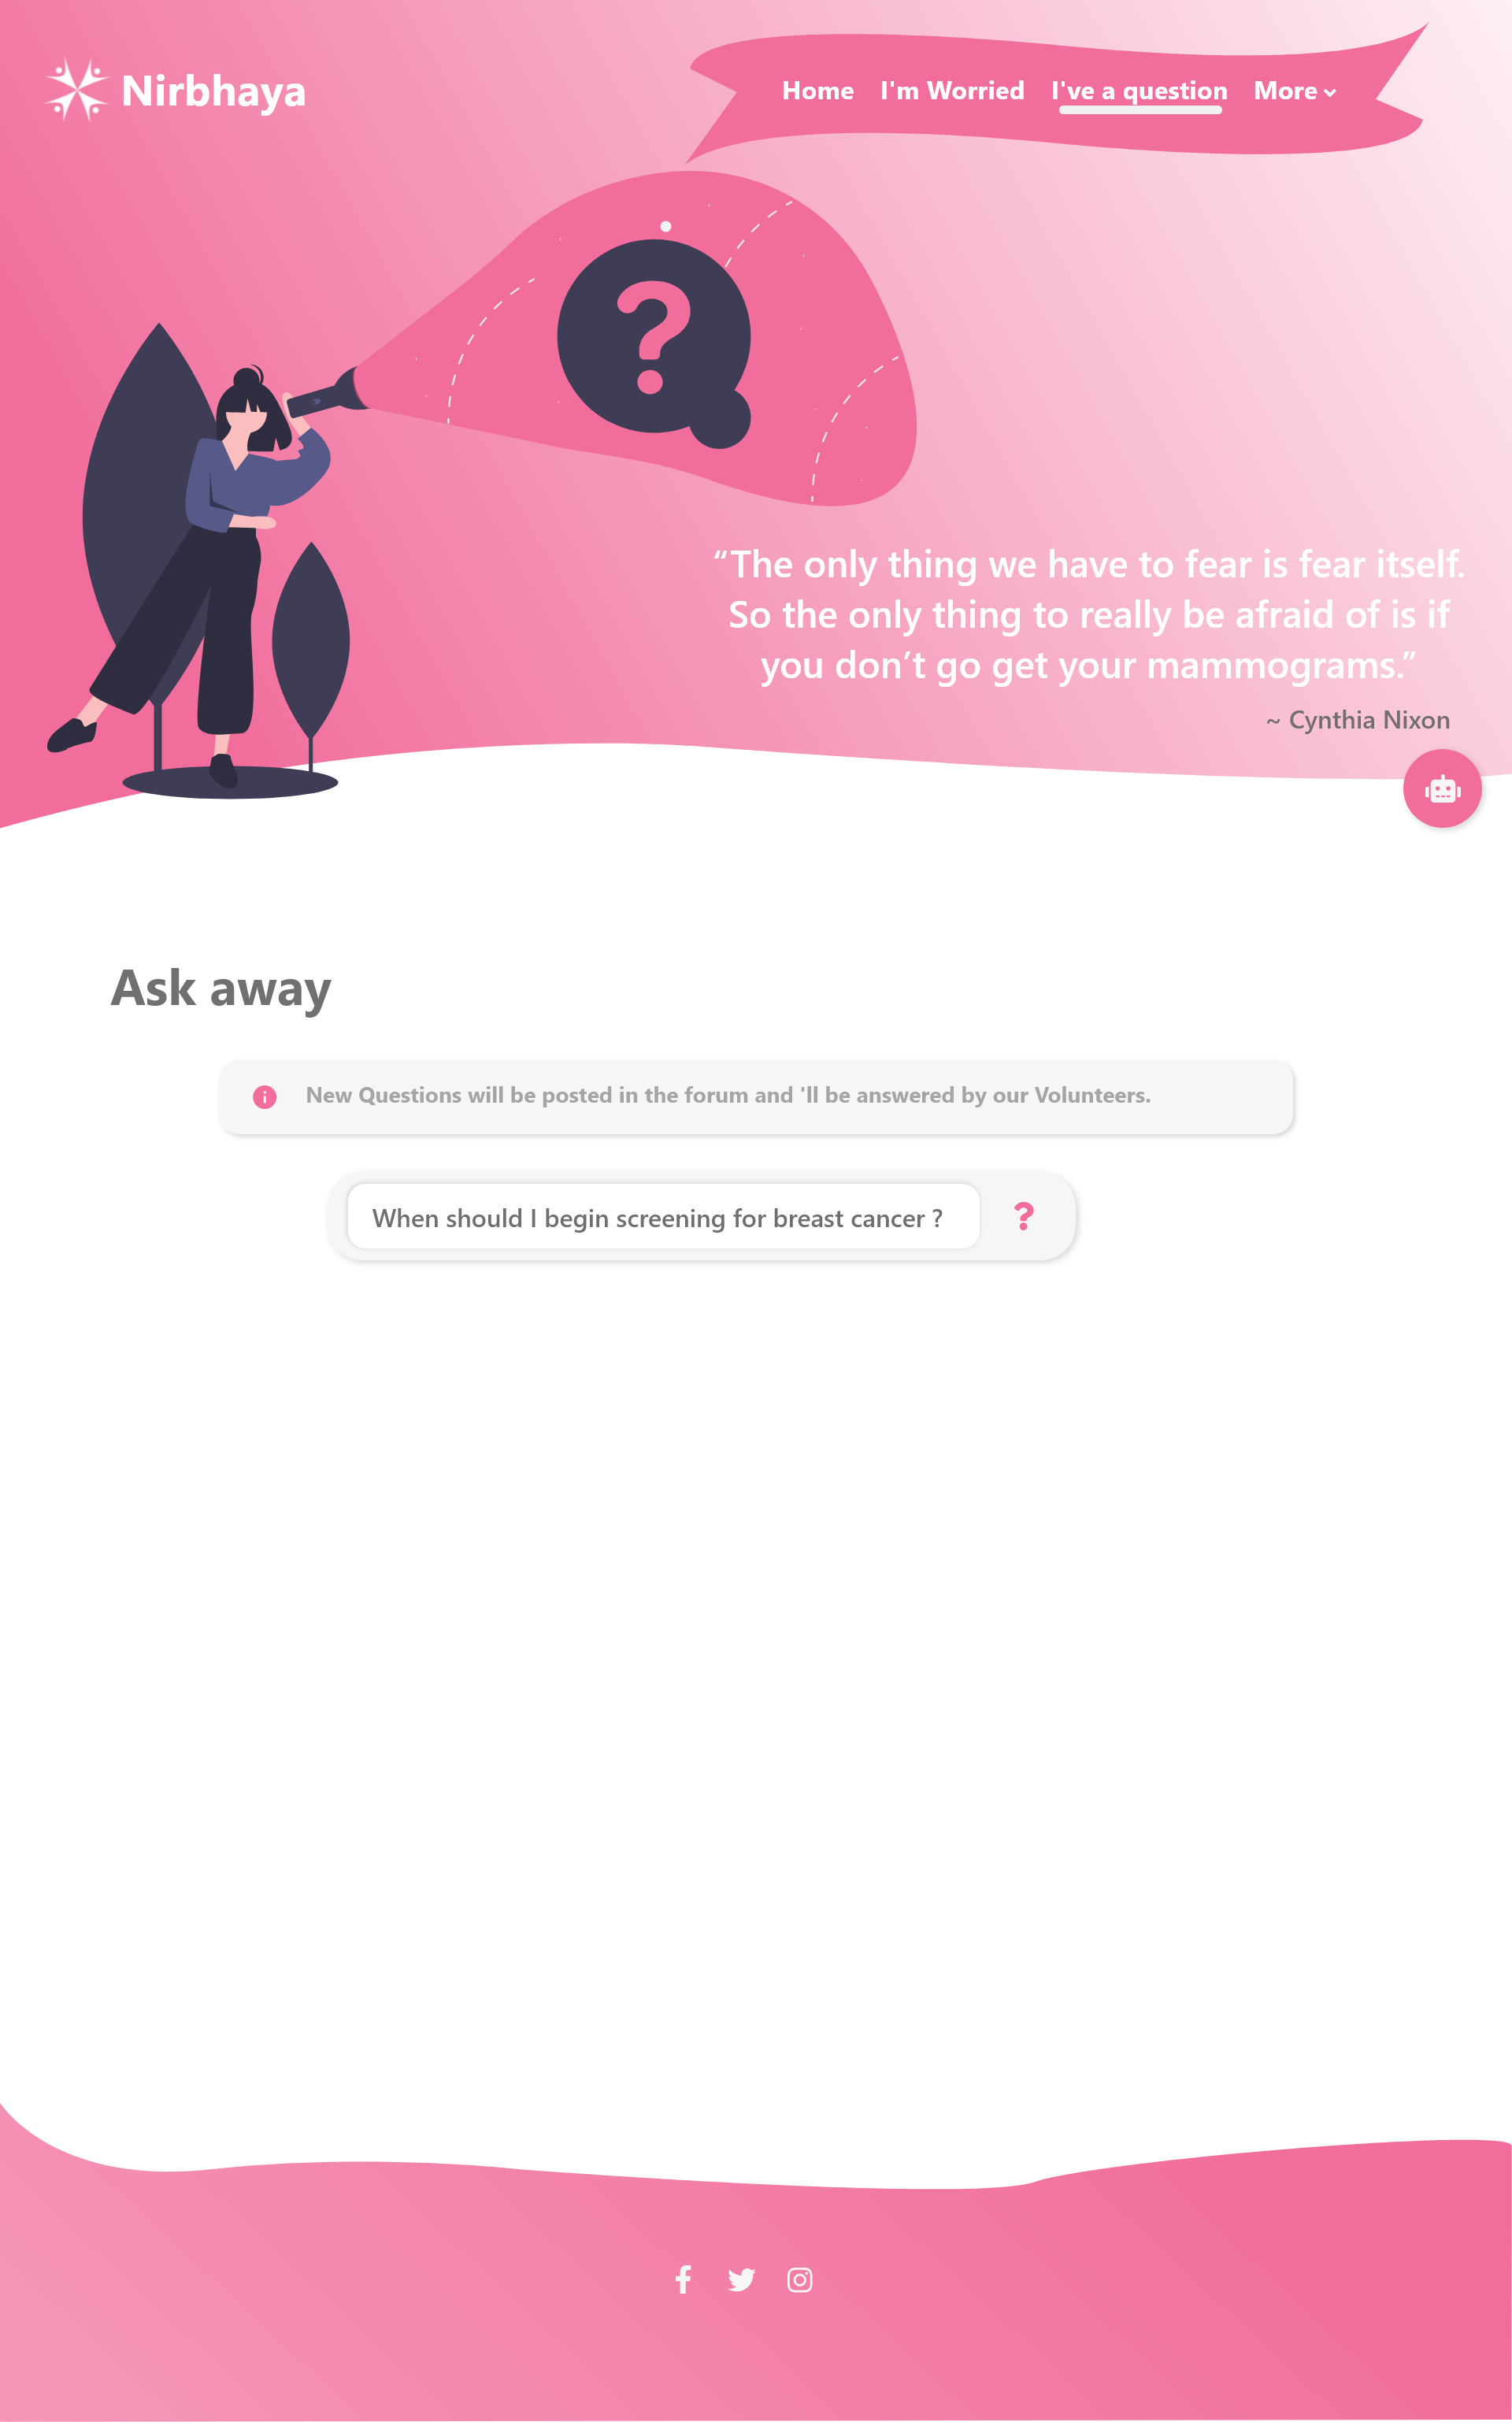 Nirbhaya
Home I'm Worried I've a question More
?
“The only thing we have to fear is fear itself.
So the only thing to really be afraid of is if
you don’t go get your mammograms.”
~ Cynthia Nixon
Ask away
New Questions will be posted in the forum and 'll be answered by our Volunteers.
When should I begin screening for breast cancer ? ?